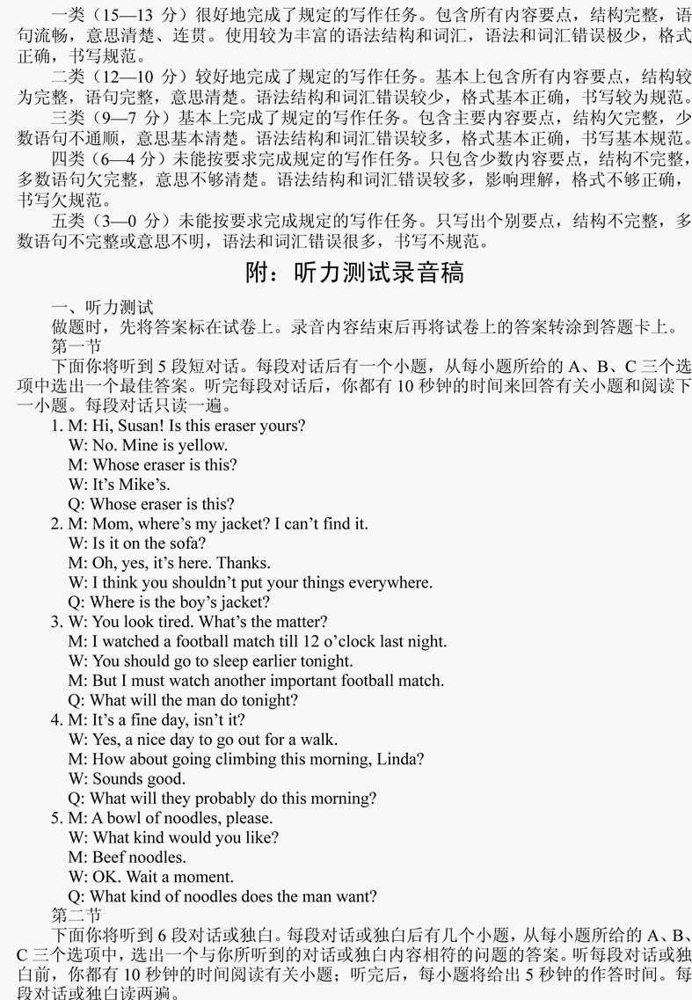 一类（15—13 分）很好地完成了规定的写作任务。包含所有内容要点，结构完整，语
句流畅，意思清楚、连贯。使用较为丰富的语法结构和词汇，语法和词汇错误极少，格式
正确，书写规范。
二类（12—10 分）较好地完成了规定的写作任务。基本上包含所有内容要点，结构较
为完整，语句完整，意思清楚。语法结构和词汇错误较少，格式基本正确，书写较为规范。
三类（9—7 分）基本上完成了规定的写作任务。包含主要内容要点，结构欠完整，少
数语句不通顺，意思基本清楚。语法结构和词汇错误较多，格式基本正确，书写基本规范。
四类（6—4 分）未能按要求完成规定的写作任务。只包含少数内容要点，结构不完整，
多数语句欠完整，意思不够清楚。语法结构和词汇错误较多，影响理解，格式不够正确，
书写欠规范。
五类（3—0 分）未能按要求完成规定的写作任务。只写出个别要点，结构不完整，多
数语句不完整或意思不明，语法和词汇错误很多，书写不规范。
附：听力测试录音稿
一、听力测试
做题时，先将答案标在试卷上。录音内容结束后再将试卷上的答案转涂到答题卡上。
第一节
下面你将听到 5 段短对话。每段对话后有一个小题，从每小题所给的 A、B、C 三个选
项中选出一个最佳答案。听完每段对话后，你都有 10 秒钟的时间来回答有关小题和阅读下
一小题。每段对话只读一遍。
1. M: Hi, Susan! Is this eraser yours?
W: No. Mine is yellow.
M: Whose eraser is this?
W: It's Mike's.
Q: Whose eraser is this?
2. M: Mom, where's my jacket? I can't find it.
W: Is it on the sofa?
M: Oh, yes, it's here. Thanks.
W: I think you shouldn't put your things everywhere.
Q: Where is the boy's jacket?
3. W: You look tired. What's the matter?
M: I watched a football match till 12 o'clock last night.
W: You should go to sleep earlier tonight.
M: But I must watch another important football match.
Q: What will the man do tonight?
4. M: It's a fine day, isn't it?
W: Yes, a nice day to go out for a walk.
M: How about going climbing this morning, Linda?
W: Sounds good.
Q: What will they probably do this morning?
5. M: A bowl of noodles, please.
W: What kind would you like?
M: Beef noodles.
W: OK. Wait a moment.
Q: What kind of noodles does the man want?
第二节
下面你将听到 6 段对话或独白。每段对话或独白后有几个小题，从每小题所给的 A、B、
C 三个选项中，选出一个与你所听到的对话或独白内容相符的问题的答案。听每段对话或独
白前，你都有 10 秒钟的时间阅读有关小题；听完后，每小题将给出 5 秒钟的作答时间。每
段对话或独白读两遍。